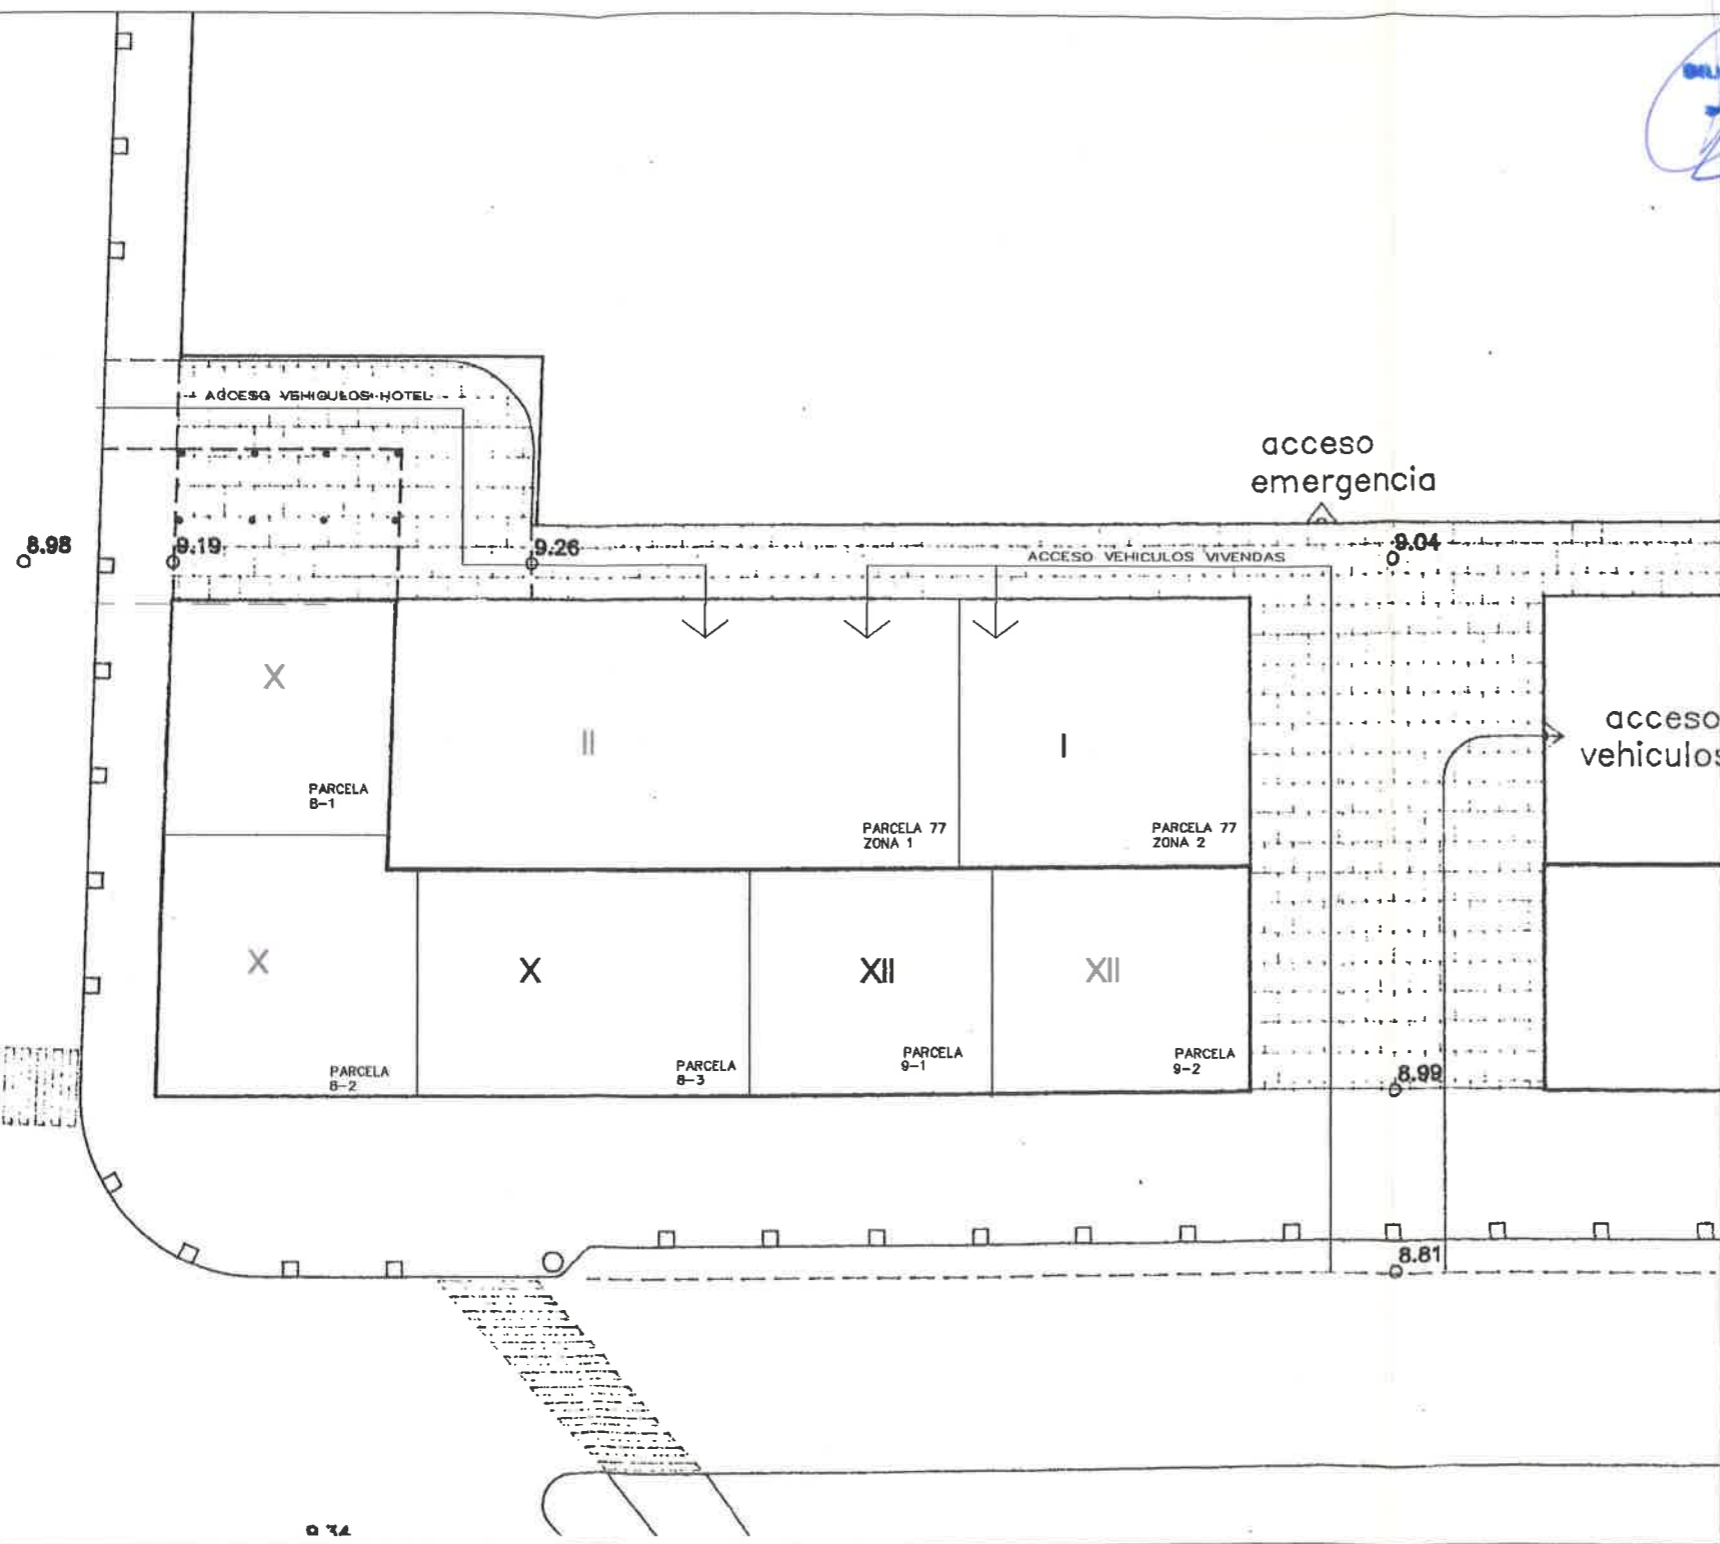 ACCESO VEHICULOS HOTEL
acceso
emergencia
8.98
9.19
9.26
9.04
ACCESO VEHICULOS VIVENDAS
X
II
I
acceso
vehiculos
PARCELA
8-1
PARCELA 77
ZONA 1
PARCELA 77
ZONA 2
X
X
XII
XII
PARCELA
8-2
PARCELA
8-3
PARCELA
9-1
PARCELA
9-2
8.99
8.81
9.34